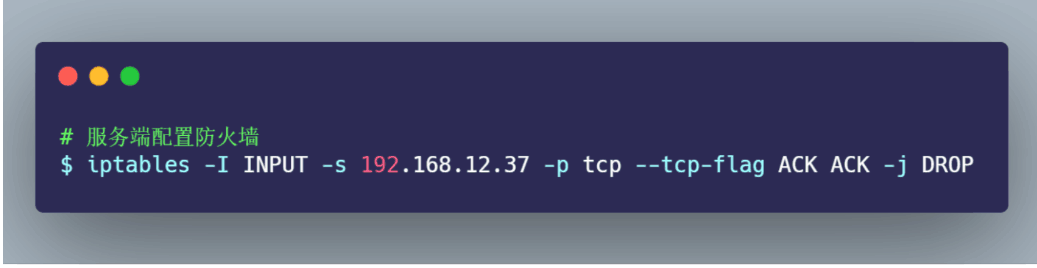 # 服务端配置防火墙
$ iptables -I INPUT -s 192.168.12.37 -p tcp --tcp-flag ACK ACK -j DROP